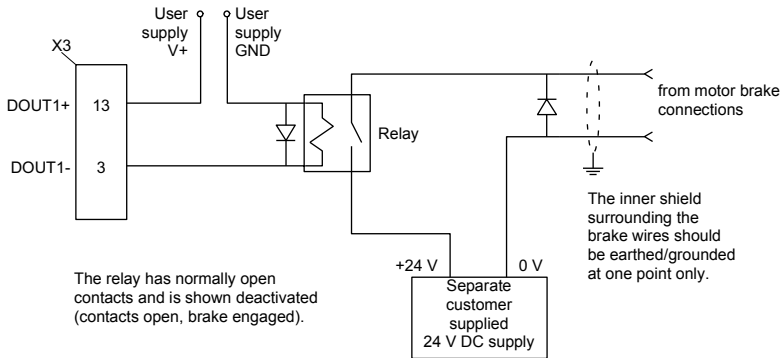 User
supply
V+
User
supply
GND
X3
DOUT1+
13
DOUT1-
3
Relay
from motor brake
connections
The inner shield
surrounding the
brake wires should
be earthed/grounded
at one point only.
The relay has normally open
contacts and is shown deactivated
(contacts open, brake engaged).
+24 V
0 V
Separate
customer
supplied
24 V DC supply